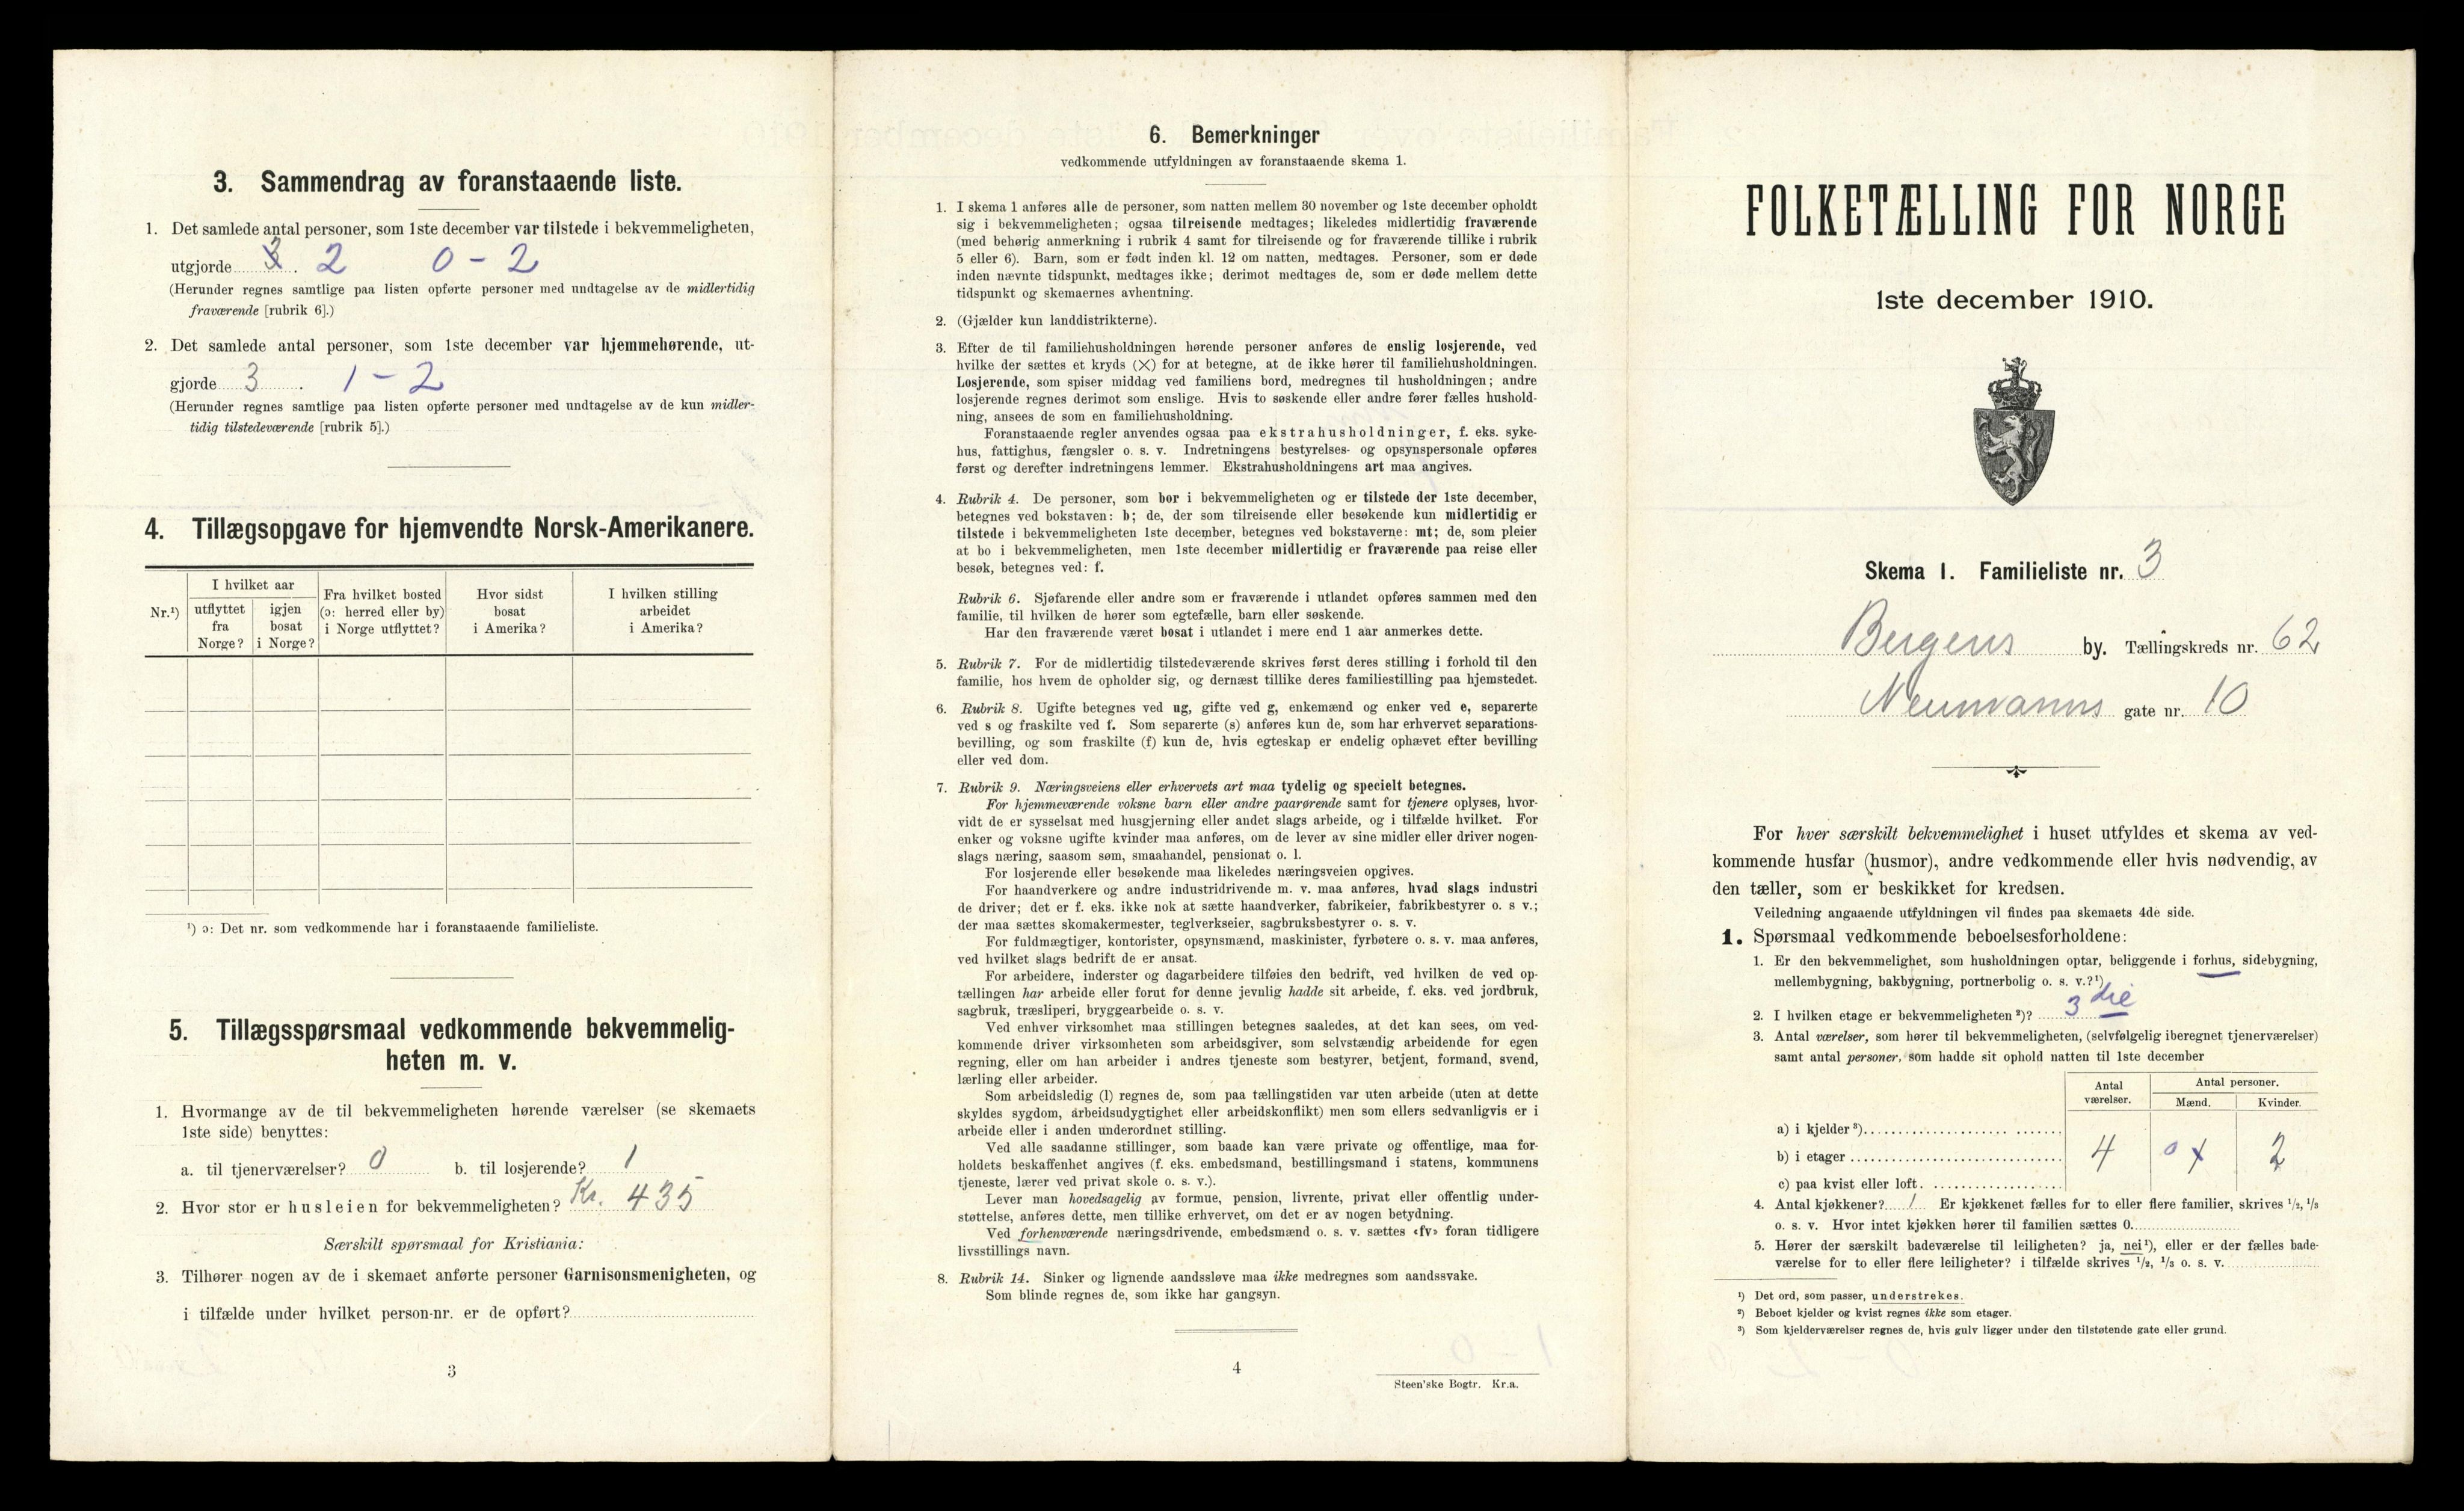 3. Sammendrag av foranstaaende liste.
1. Det samlede antal personer, som 1ste december var tilstede i bekvemmeligheten,
utgjorde 3. 2 0 - 2
(Herunder regnes samtlige paa listen opførte personer med undtagelse av de midlertidig
fraværende [rubrik 6].)
2. Det samlede antal personer, som 1ste december var hjemmehørende, ut-
gjorde 3. 1 - 2
(Herunder regnes samtlige paa listen opførte personer med undtagelse av de kun midler-
tidig tilstedeværende [rubrik 5].)
4. Tillægsopgave for hjemvendte Norsk-Amerikanere.
Nr.¹)
I hvilket aar
utflyttet
fra
Norge?
igjen
bosat
i Norge?
Fra hvilket bosted
(ɔ: herred eller by)
i Norge utflyttet?
Hvor sidst
bosat
i Amerika?
I hvilken stilling
arbeidet
i Amerika?
¹) ɔ: Det nr. som vedkommende har i foranstaaende familieliste.
5. Tillægsspørsmaal vedkommende bekvemmelig-
heten m. v.
1. Hvormange av de til bekvemmeligheten hørende værelser (se skemaets
1ste side) benyttes:
a. til tjenerværelser? 0 b. til losjerende? 1
2. Hvor stor er husleien for bekvemmeligheten? Kr. 435
Særskilt spørsmaal for Kristiania:
3. Tilhører nogen av de i skemaet anførte personer Garnisonsmenigheten, og
i tilfælde under hvilket person-nr. er de opført?
3
6. Bemerkninger
vedkommende utfyldningen av foranstaaende skema 1.
1. I skema 1 anføres alle de personer, som natten mellem 30 november og 1ste december opholdt
sig i bekvemmeligheten; ogsaa tilreisende medtages; likeledes midlertidig fraværende
(med behørig anmerkning i rubrik 4 samt for tilreisende og for fraværende tillike i rubrik
5 eller 6). Barn, som er født inden kl. 12 om natten, medtages. Personer, som er døde
inden nævnte tidspunkt, medtages ikke; derimot medtages de, som er døde mellem dette
tidspunkt og skemaernes avhentning.
2. (Gjælder kun landdistrikterne).
3. Efter de til familiehusholdningen hørende personer anføres de enslig losjerende, ved
hvilke der sættes et kryds (×) for at betegne, at de ikke hører til familiehusholdningen.
Losjerende, som spiser middag ved familiens bord, medregnes til husholdningen; andre
losjerende regnes derimot som enslige. Hvis to søskende eller andre fører fælles hushold-
ning, ansees de som en familiehusholdning.
Foranstaaende regler anvendes ogsaa paa ekstrahusholdninger, f. eks. syke-
hus, fattighus, fængsler o. s. v. Indretningens bestyrelses- og opsynspersonale opføres
først og derefter indretningens lemmer. Ekstrahusholdningens art maa angives.
4. Rubrik 4. De personer, som bor i bekvemmeligheten og er tilstede der 1ste december,
betegnes ved bokstaven: b; de, der som tilreisende eller besøkende kun midlertidig er
tilstede i bekvemmeligheten 1ste december, betegnes ved bokstaverne: mt; de, som pleier
at bo i bekvemmeligheten, men 1ste december midlertidig er fraværende paa reise eller
besøk, betegnes ved: f.
Rubrik 6. Sjøfarende eller andre som er fraværende i utlandet opføres sammen med den
familie, til hvilken de hører som egtefælle, barn eller søskende.
Har den fraværende været bosat i utlandet i mere end 1 aar anmerkes dette.
5. Rubrik 7. For de midlertidig tilstedeværende skrives først deres stilling i forhold til den
familie, hos hvem de opholder sig, og dernæst tillike deres familiestilling paa hjemstedet.
6. Rubrik 8. Ugifte betegnes ved ug, gifte ved g, enkemænd og enker ved e, separerte
ved s og fraskilte ved f. Som separerte (s) anføres kun de, som har erhvervet separations-
bevilling, og som fraskilte (f) kun de, hvis egteskap er endelig ophævet efter bevilling
eller ved dom.
7. Rubrik 9. Næringsveiens eller erhvervets art maa tydelig og specielt betegnes.
For hjemmeværende voksne barn eller andre paarørende samt for tjenere oplyses, hvor-
vidt de er sysselsat med husgjerning eller andet slags arbeide, og i tilfælde hvilket. For
enker og voksne ugifte kvinder maa anføres, om de lever av sine midler eller driver nogen-
slags næring, saasom søm, smaahandel, pensionat o. l.
For losjerende eller besøkende maa likeledes næringsveien opgives.
For haandverkere og andre industridrivende m. v. maa anføres, hvad slags industri
de driver; det er f. eks. ikke nok at sætte haandverker, fabrikeier, fabrikbestyrer o. s v.;
der maa sættes skomakermester, teglverkseier, sagbruksbestyrer o. s. v.
For fuldmægtiger, kontorister, opsynsmænd, maskinister, fyrbøtere o. s. v. maa anføres,
ved hvilket slags bedrift de er ansat.
For arbeidere, inderster og dagarbeidere tilføies den bedrift, ved hvilken de ved op-
tællingen har arbeide eller forut for denne jevnlig hadde sit arbeide, f. eks. ved jordbruk,
sagbruk, træsliperi, bryggearbeide o. s. v.
Ved enhver virksomhet maa stillingen betegnes saaledes, at det kan sees, om ved-
kommende driver virksomheten som arbeidsgiver, som selvstændig arbeidende for egen
regning, eller om han arbeider i andres tjeneste som bestyrer, betjent, formand, svend,
lærling eller arbeider.
Som arbeidsledig (l) regnes de, som paa tællingstiden var uten arbeide (uten at dette
skyldes sygdom, arbeidsudygtighet eller arbeidskonflikt) men som ellers sedvanligvis er i
arbeide eller i anden underordnet stilling.
Ved alle saadanne stillinger, som baade kan være private og offentlige, maa for-
holdets beskaffenhet angives (f. eks. embedsmand, bestillingsmand i statens, kommunens
tjeneste, lærer ved privat skole o. s. v.).
Lever man hovedsagelig av formue, pension, livrente, privat eller offentlig under-
støttelse, anføres dette, men tillike erhvervet, om det er av nogen betydning.
Ved forhenværende næringsdrivende, embedsmænd o. s. v. sættes «fv» foran tidligere
livsstillings navn.
8. Rubrik 14. Sinker og lignende aandssløve maa ikke medregnes som aandssvake.
Som blinde regnes de, som ikke har gangsyn.
4
Steen'ske Bogtr. Kr.a.
FOLKETÆLLING FOR NORGE
1ste december 1910.
Skema 1. Familieliste nr. 3
Bergens by. Tællingskreds nr. 62
Neumanns gate nr. 10
For hver særskilt bekvemmelighet i huset utfyldes et skema av ved-
kommende husfar (husmor), andre vedkommende eller hvis nødvendig, av
den tæller, som er beskikket for kredsen.
Veiledning angaaende utfyldningen vil findes paa skemaets 4de side.
1. Spørsmaal vedkommende beboelsesforholdene:
1. Er den bekvemmelighet, som husholdningen optar, beliggende i forhus, sidebygning,
mellembygning, bakbygning, portnerbolig o. s. v.?¹)
2. I hvilken etage er bekvemmeligheten²)? 3 die
3. Antal værelser, som hører til bekvemmeligheten, (selvfølgelig iberegnet tjenerværelser)
samt antal personer, som hadde sit ophold natten til 1ste december
Antal
værelser.
Antal personer.
Mænd. Kvinder.
a) i kjelder³)
b) i etager 4 0 x 2
c) paa kvist eller loft.
4. Antal kjøkkener? 1 Er kjøkkenet fælles for to eller flere familier, skrives ¹/₂, ¹/₃
o. s. v. Hvor intet kjøkken hører til familien sættes 0.
5. Hører der særskilt badeværelse til leiligheten? ja, nei¹), eller er der fælles bade-
værelse for to eller flere leiligheter? i tilfælde skrives ¹/₂, ¹/₃ o. s. v.
¹) Det ord, som passer, understrekes.
²) Beboet kjelder og kvist regnes ikke som etager.
³) Som kjelderværelser regnes de, hvis gulv ligger under den tilstøtende gate eller grund.